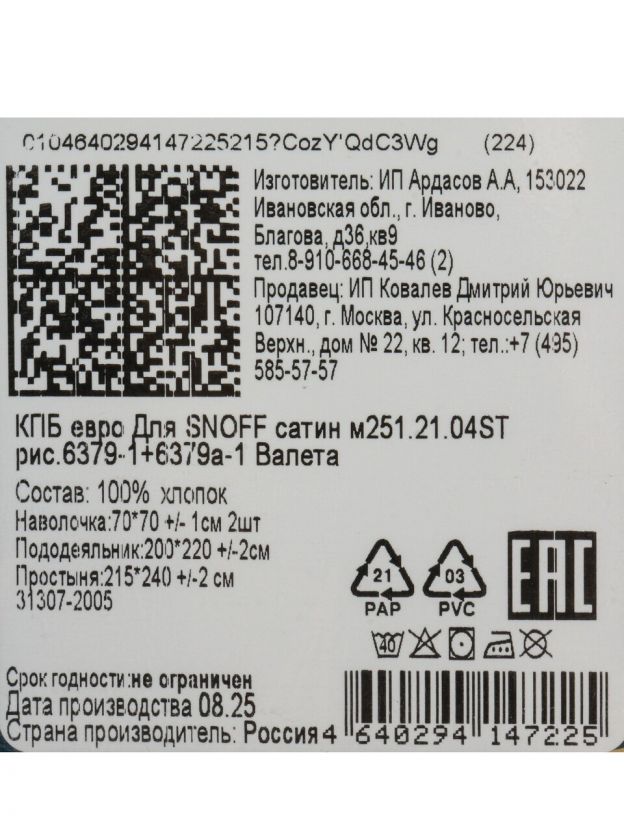 0104640294147225215?CozY'QdC3Wg (224)
Изготовитель: ИП Ардасов А.А, 153022
Ивановская обл., г. Иваново,
Благова, д36,кв9
тел.8-910-668-45-46 (2)
Продавец: ИП Ковалев Дмитрий Юрьевич
107140, г. Москва, ул. Красносельская
Верхн., дом № 22, кв. 12; тел.:+7 (495)
585-57-57
КПБ евро Для SNOFF сатин м251.21.04ST
рис.6379-1+6379а-1 Валета
Состав: 100% хлопок
Наволочка:70*70 +/- 1см 2шт
Пододеяльник:200*220 +/-2см
Простыня:215*240 +/-2 см
31307-2005
21
PAP
03
PVC
EAC
40
Срок годности:не ограничен
Дата производства 08.25
Страна производитель: Россия
4 640294 147225